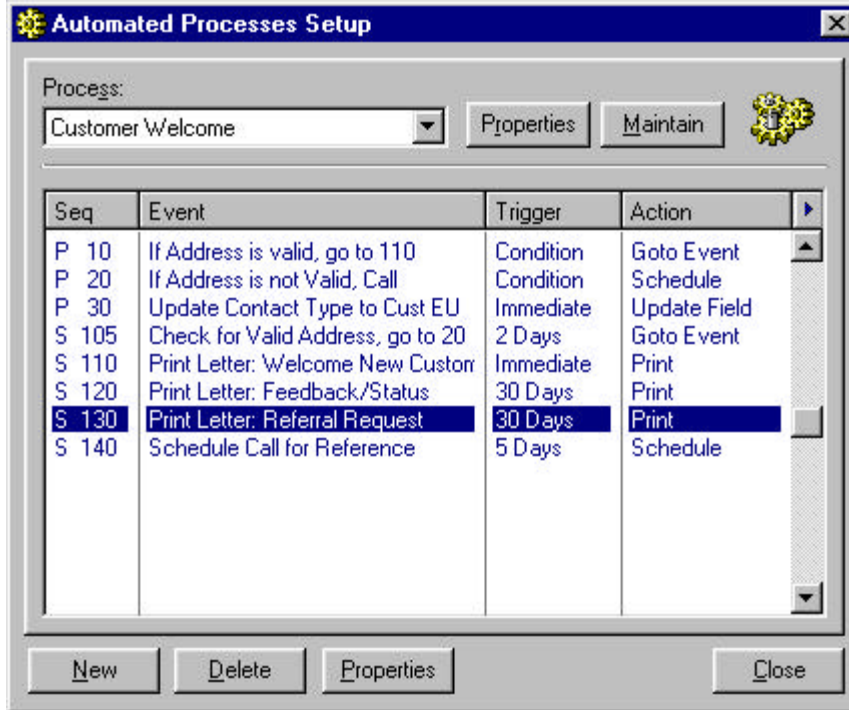 Automated Processes Setup
Process:
Customer Welcome Properties Maintain
Seq Event Trigger Action
P 10 If Address is valid, go to 110 Condition Goto Event
P 20 If Address is not Valid, Call Condition Schedule
P 30 Update Contact Type to Cust EU Immediate Update Field
S 105 Check for Valid Address, go to 20 2 Days Goto Event
S 110 Print Letter: Welcome New Custom Immediate Print
S 120 Print Letter: Feedback/Status 30 Days Print
S 130 Print Letter: Referral Request 30 Days Print
S 140 Schedule Call for Reference 5 Days Schedule
New Delete Properties Close